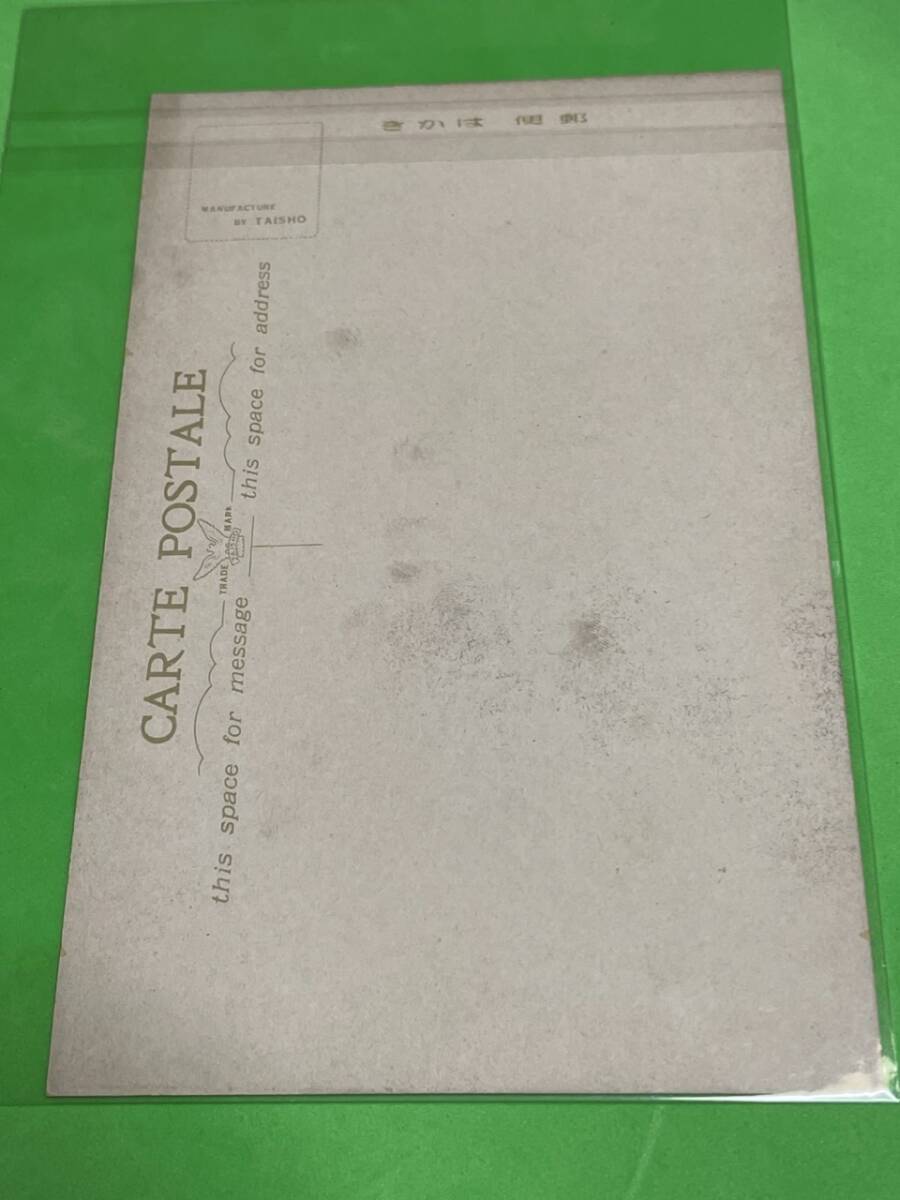 きかは 便郵
MANUFACTURE
BY TAISHO
CARTE POSTALE
TRADE MARK
this space for message
this space for address